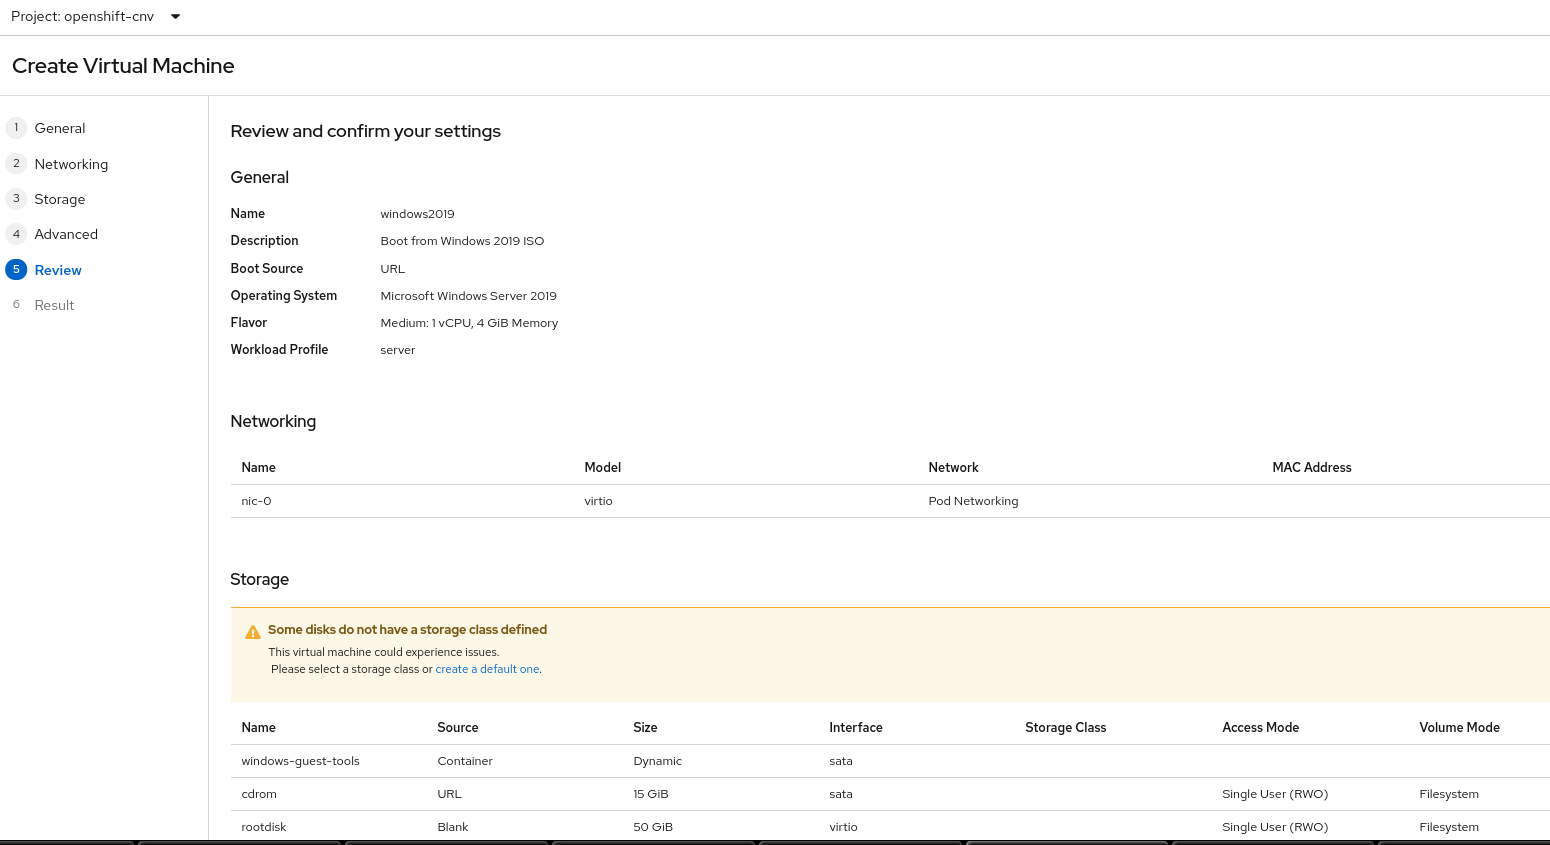 Project: openshift-cnv
Create Virtual Machine
1 General
2 Networking
3 Storage
4 Advanced
5 Review
6 Result
Review and confirm your settings
General
Name windows2019
Description Boot from Windows 2019 ISO
Boot Source URL
Operating System Microsoft Windows Server 2019
Flavor Medium: 1 vCPU, 4 GiB Memory
Workload Profile server
Networking
Name Model Network MAC Address
nic-0 virtio Pod Networking
Storage
Some disks do not have a storage class defined
This virtual machine could experience issues.
Please select a storage class or create a default one.
Name Source Size Interface Storage Class Access Mode Volume Mode
windows-guest-tools Container Dynamic sata
cdrom URL 15 GiB sata Single User (RWO) Filesystem
rootdisk Blank 50 GiB virtio Single User (RWO) Filesystem